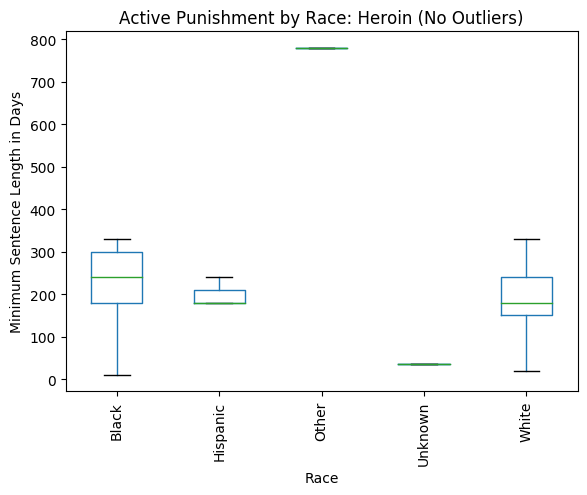 Active Punishment by Race: Heroin (No Outliers)
800
700
600
500
400
300
200
100
0
Minimum Sentence Length in Days
Black
Hispanic
Other
Unknown
White
Race